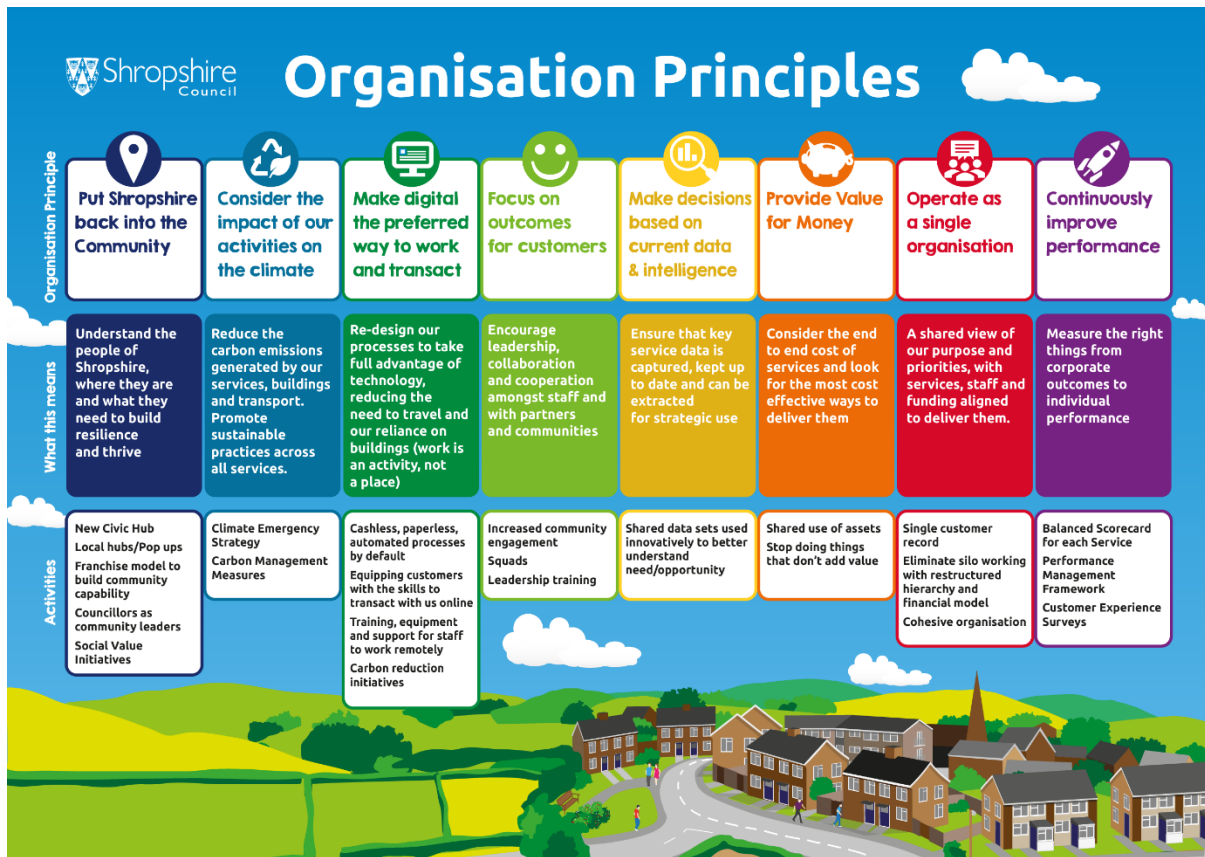 Shropshire
Council
Organisation Principles
Organisation Principle
Put Shropshire
back into the
Community
Consider the
impact of our
activities on
the climate
Make digital
the preferred
way to work
and transact
Focus on
outcomes
for customers
Make decisions
based on
current data
& intelligence
Provide Value
for Money
Operate as
a single
organisation
Continuously
improve
performance
What this means
Understand the
people of
Shropshire,
where they are
and what they
need to build
resilience
and thrive
Reduce the
carbon emissions
generated by our
services, buildings
and transport.
Promote
sustainable
practices across
all services.
Re-design our
processes to take
full advantage of
technology,
reducing the
need to travel and
our reliance on
buildings (work is
an activity, not
a place)
Encourage
leadership,
collaboration
and cooperation
amongst staff and
with partners
and communities
Ensure that key
service data is
captured, kept up
to date and can be
extracted
for strategic use
Consider the end
to end cost of
services and look
for the most cost
effective ways to
deliver them
A shared view of
our purpose and
priorities, with
services, staff and
funding aligned
to deliver them.
Measure the right
things from
corporate
outcomes to
individual
performance
Activities
New Civic Hub
Local hubs/Pop ups
Franchise model to
build community
capability
Councillors as
community leaders
Social Value
Initiatives
Climate Emergency
Strategy
Carbon Management
Measures
Cashless, paperless,
automated processes
by default
Equipping customers
with the skills to
transact with us online
Training, equipment
and support for staff
to work remotely
Carbon reduction
initiatives
Increased community
engagement
Squads
Leadership training
Shared data sets used
innovatively to better
understand
need/opportunity
Shared use of assets
Stop doing things
that don't add value
Single customer
record
Eliminate silo working
with restructured
hierarchy and
financial model
Cohesive organisation
Balanced Scorecard
for each Service
Performance
Management
Framework
Customer Experience
Surveys